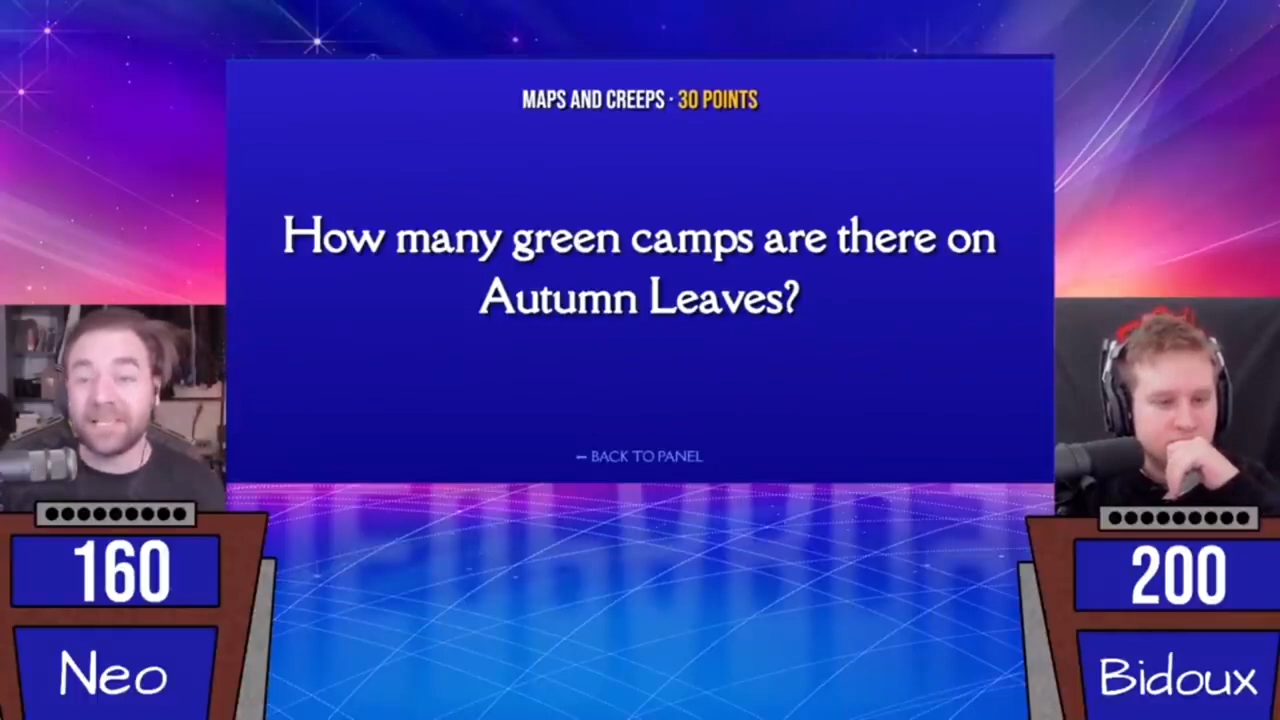 MAPS AND CREEPS · 30 POINTS
How many green camps are there on
Autumn Leaves?
– BACK TO PANEL
160
200
Neo
Bidoux